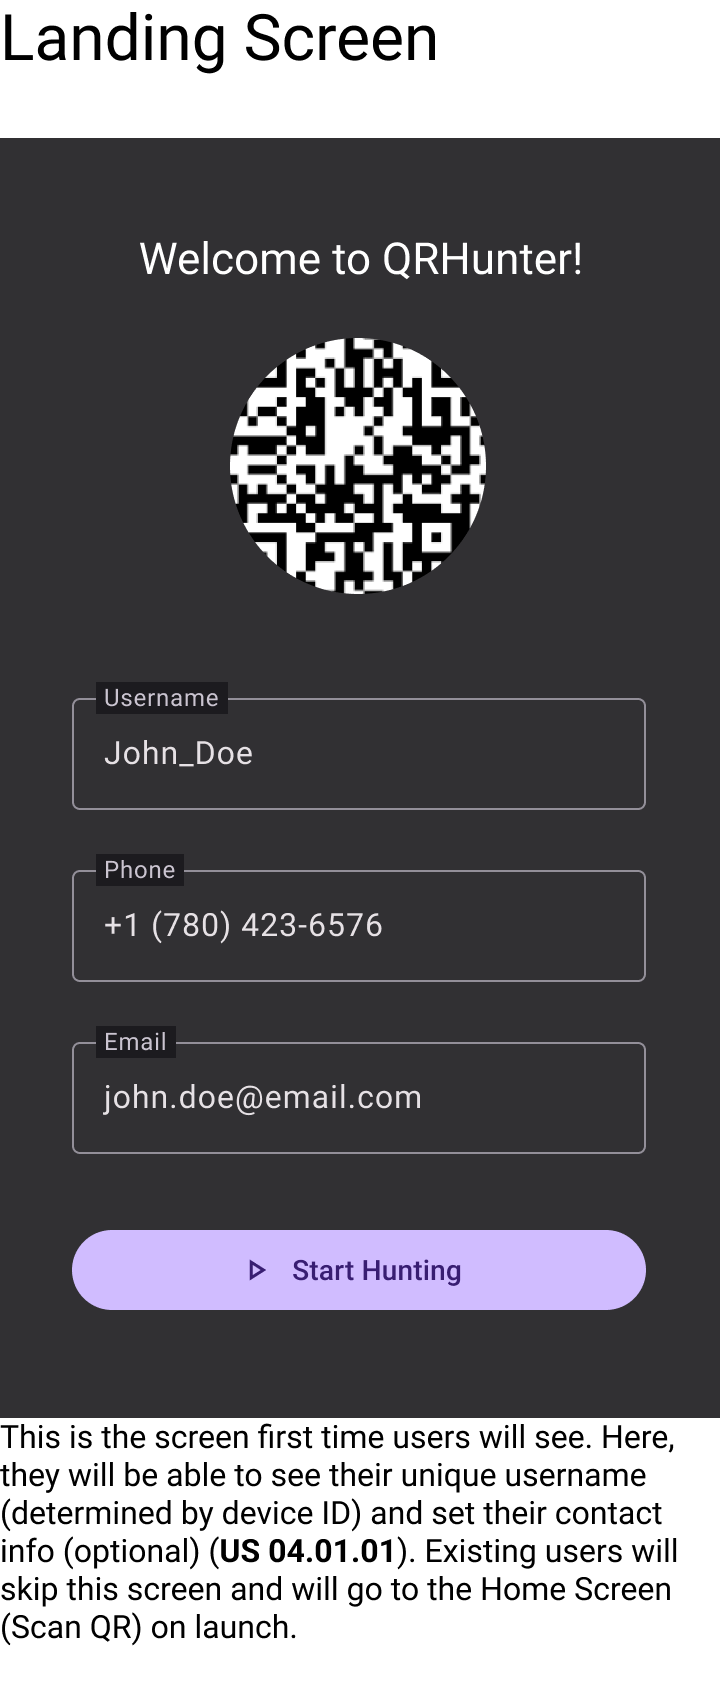 Landing Screen
Welcome to QRHunter!
Username
John_Doe
Phone
+1 (780) 423-6576
Email
john.doe@email.com
Start Hunting
This is the screen first time users will see. Here,
they will be able to see their unique username
(determined by device ID) and set their contact
info (optional) (US 04.01.01). Existing users will
skip this screen and will go to the Home Screen
(Scan QR) on launch.